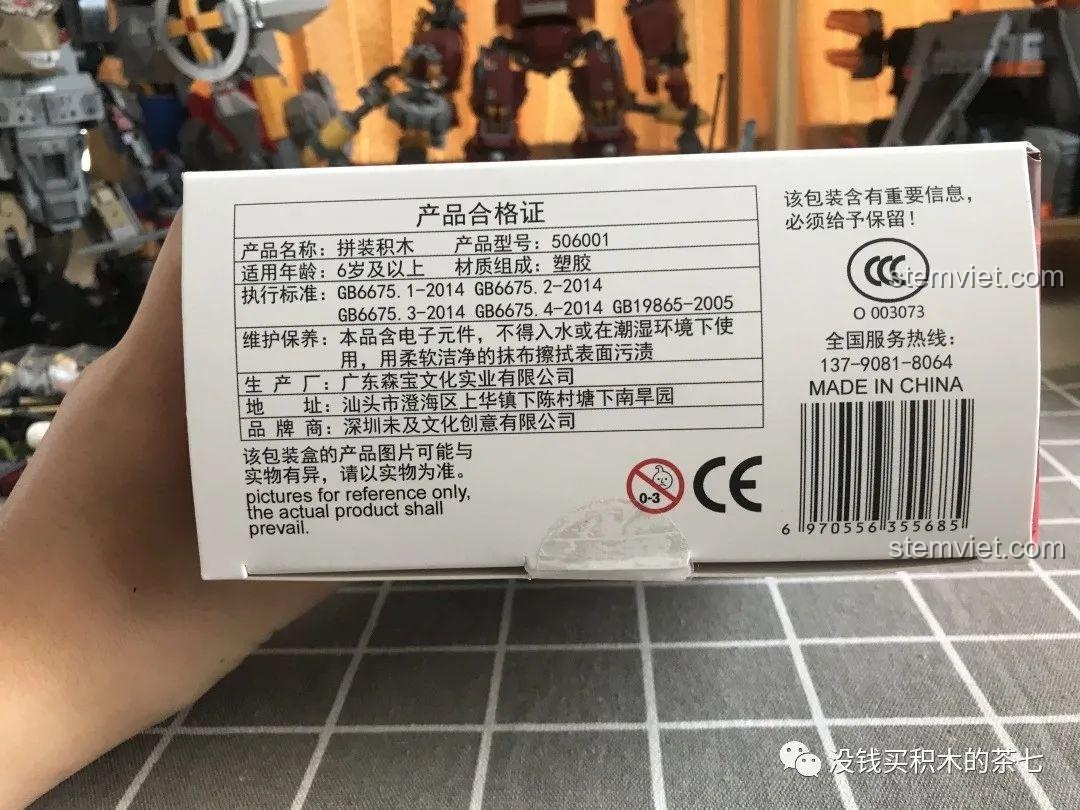 产品合格证
产品名称：拼装积木 产品型号：506001
适用年龄：6岁及以上 材质组成：塑胶
执行标准：GB6675.1-2014 GB6675.2-2014
GB6675.3-2014 GB6675.4-2014 GB19865-2005
维护保养：本品含电子元件，不得入水或在潮湿环境下使
用，用柔软洁净的抹布擦拭表面污渍
生产厂：广东森宝文化实业有限公司
地址：汕头市澄海区上华镇下陈村塘下南旱园
品牌商：深圳未及文化创意有限公司
该包装盒的产品图片可能与
实物有异，请以实物为准。
pictures for reference only,
the actual product shall
prevail.
0-3
CE
该包装含有重要信息，
必须给予保留！
CCC
stemviet.com
O 003073
全国服务热线：
137-9081-8064
MADE IN CHINA
6 970556 355685
stemviet.com
没钱买积木的茶七